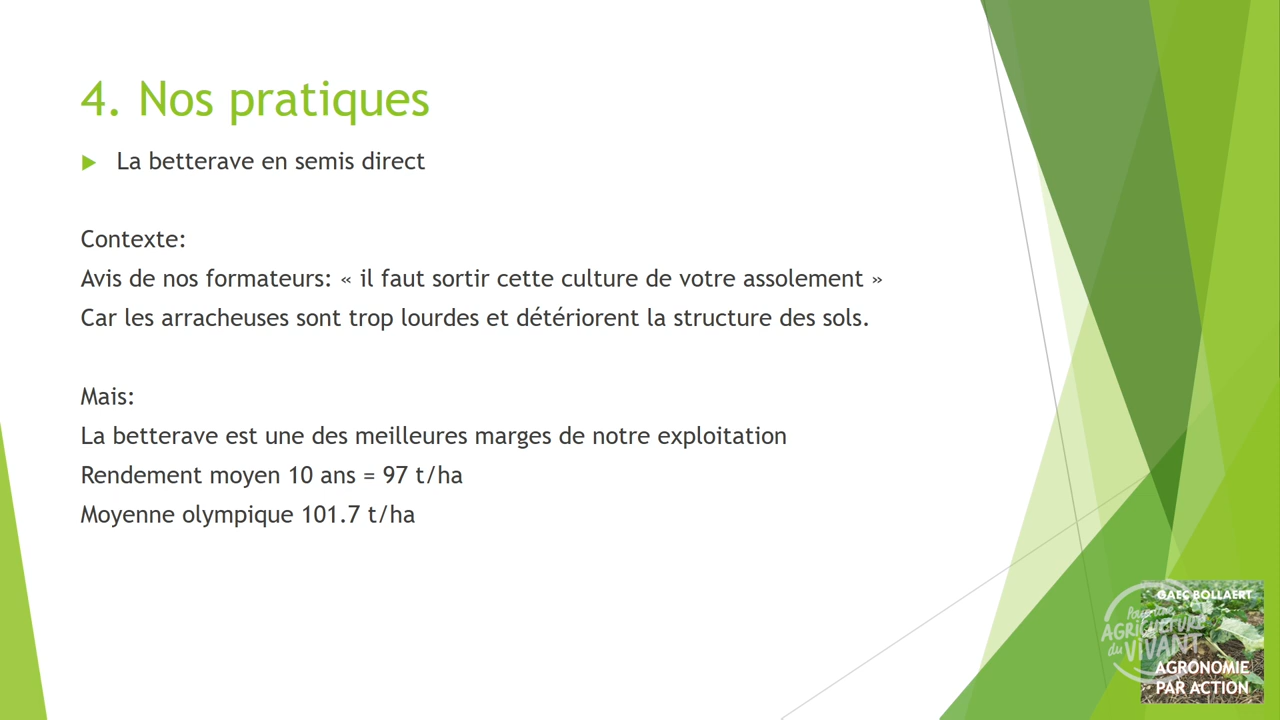 4. Nos pratiques
La betterave en semis direct
Contexte:
Avis de nos formateurs: « il faut sortir cette culture de votre assolement »
Car les arracheuses sont trop lourdes et détériorent la structure des sols.
Mais:
La betterave est une des meilleures marges de notre exploitation
Rendement moyen 10 ans = 97 t/ha
Moyenne olympique 101.7 t/ha
GAEC BOLLAERT
Pour une
AGRICULTURE
du VIVANT
AGRONOMIE
PAR ACTION